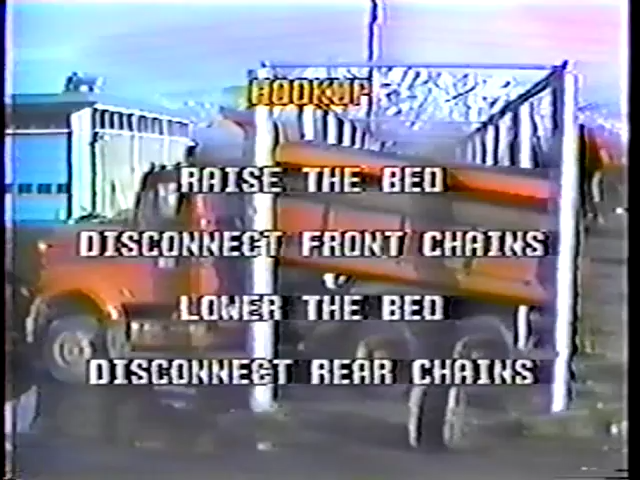 HOOKUP
RAISE THE BED
DISCONNECT FRONT CHAINS
LOWER THE BED
DISCONNECT REAR CHAINS